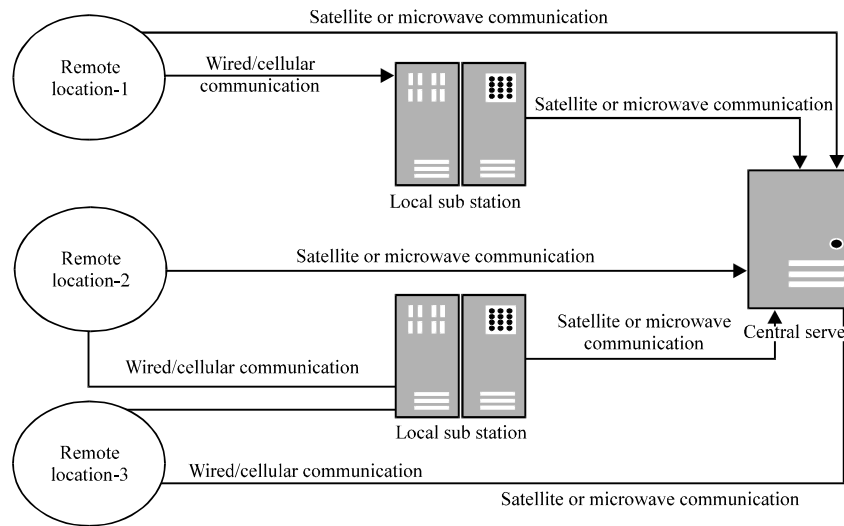 Satellite or microwave communication
Remote
location-1
Wired/cellular
communication
Satellite or microwave communication
Local sub station
Remote
location-2
Satellite or microwave communication
Satellite or microwave
communication
Central serve
Wired/cellular communication
Local sub station
Remote
location-3
Wired/cellular communication
Satellite or microwave communication